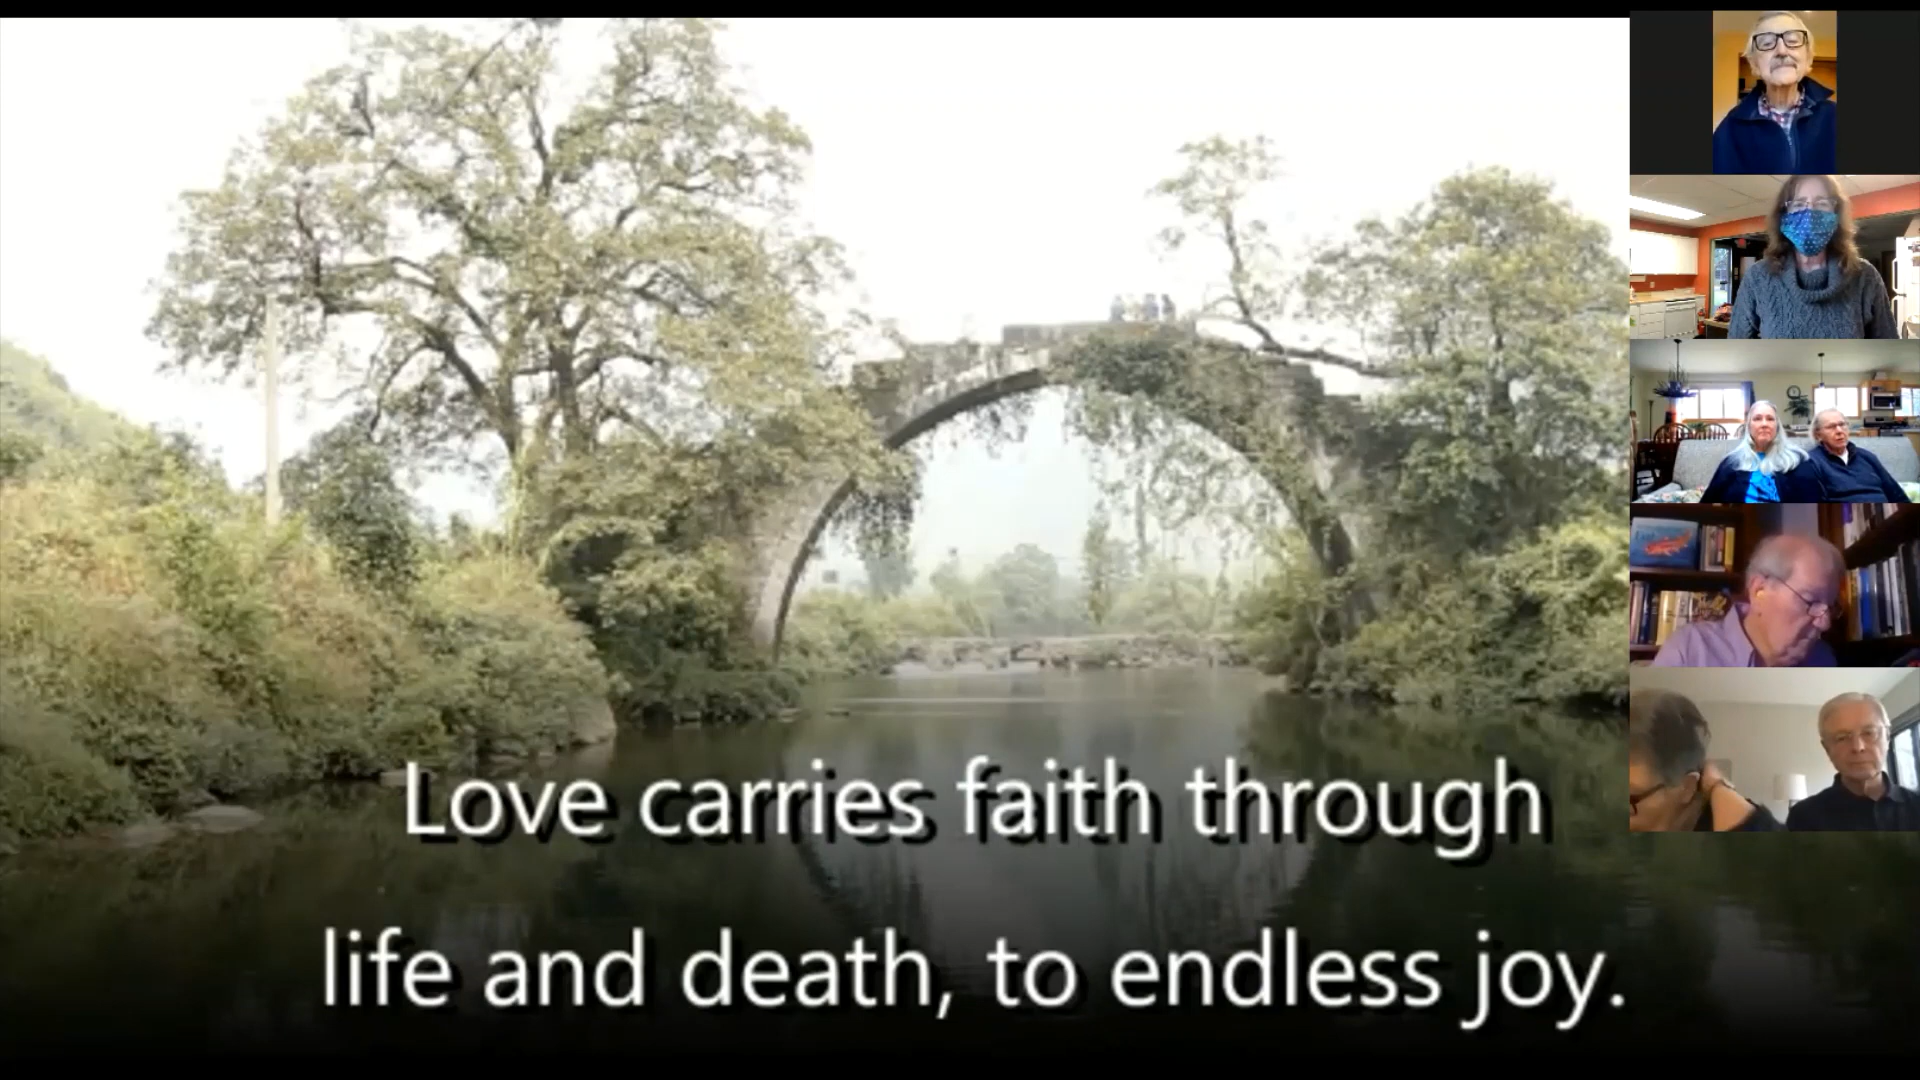 Love carries faith through
life and death, to endless joy.